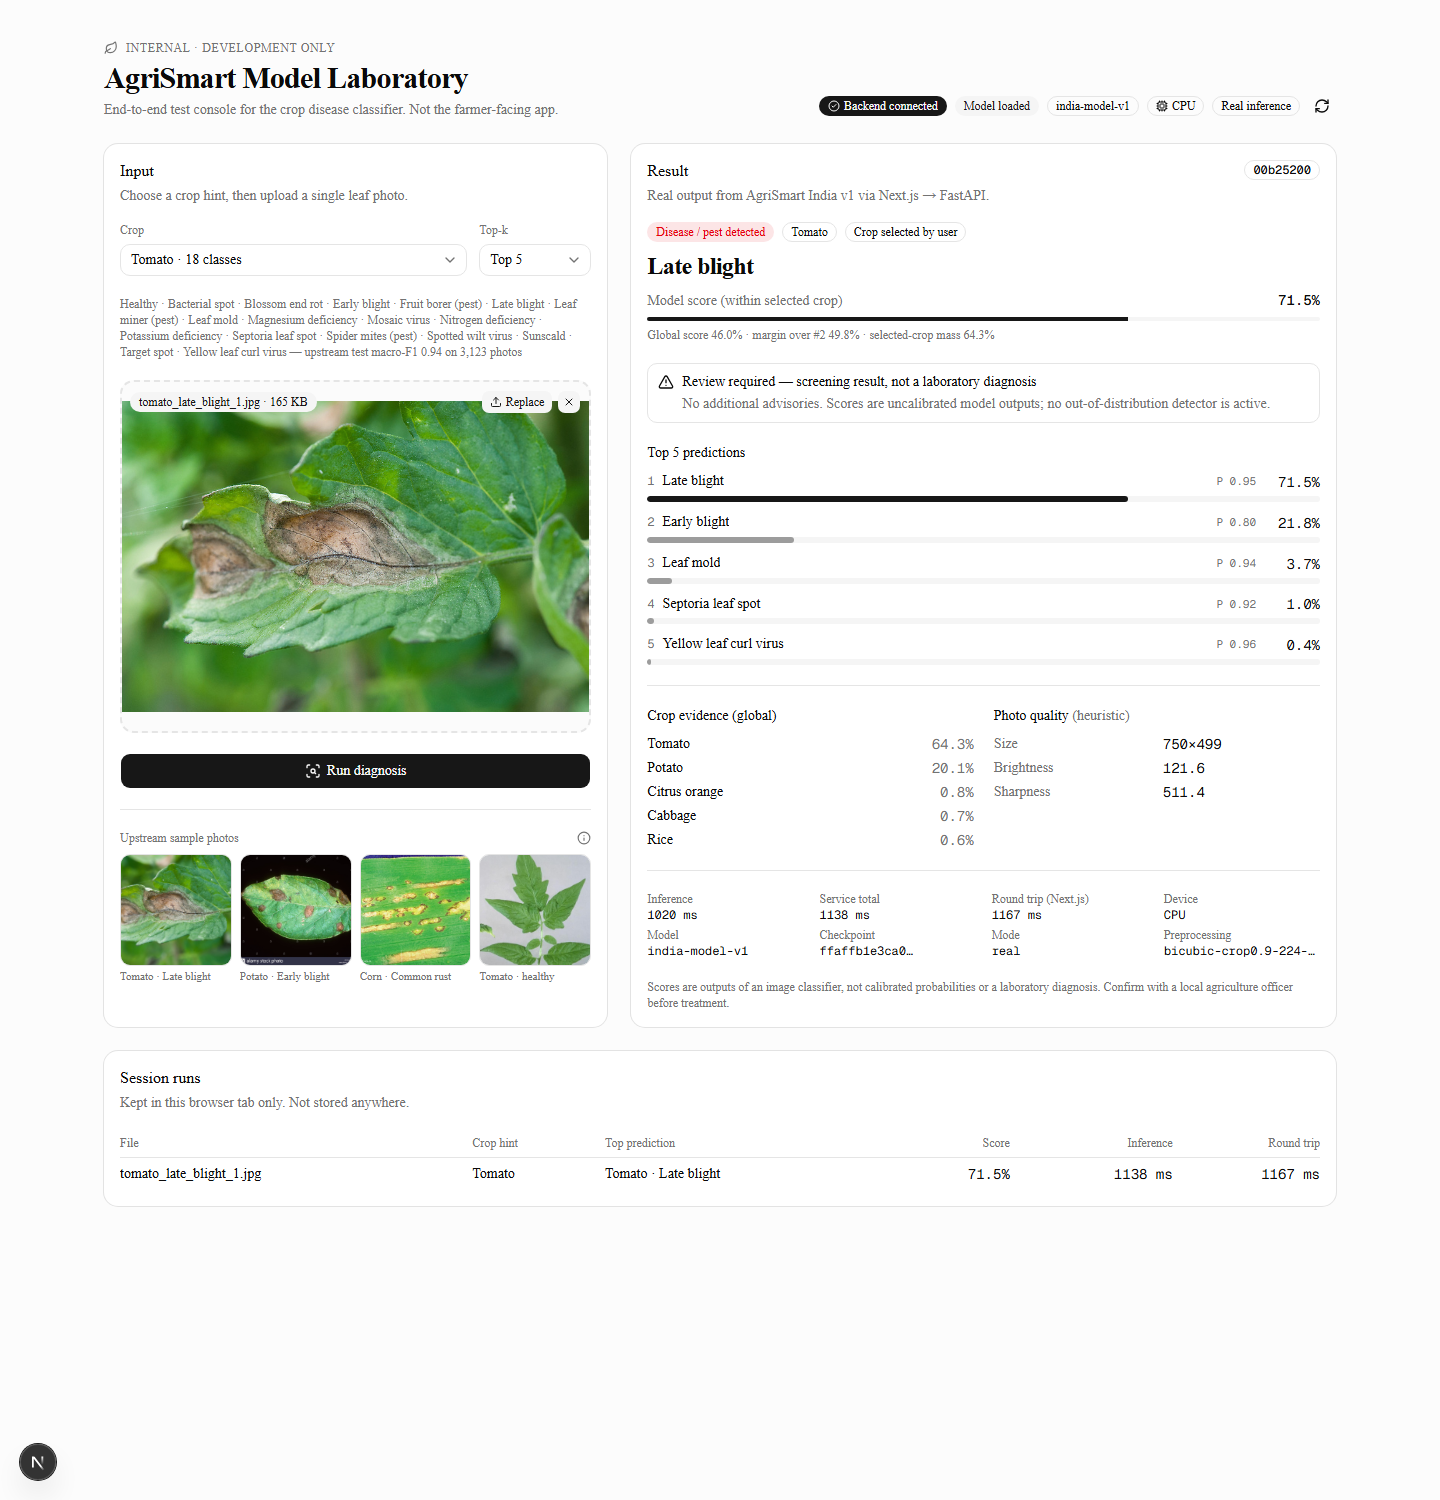 INTERNAL · DEVELOPMENT ONLY
AgriSmart Model Laboratory
End-to-end test console for the crop disease classifier. Not the farmer-facing app.
Backend connected
Model loaded
india-model-v1
CPU
Real inference
Input
Choose a crop hint, then upload a single leaf photo.
Crop
Top-k
Tomato · 18 classes
Top 5
Healthy · Bacterial spot · Blossom end rot · Early blight · Fruit borer (pest) · Late blight · Leaf
miner (pest) · Leaf mold · Magnesium deficiency · Mosaic virus · Nitrogen deficiency ·
Potassium deficiency · Septoria leaf spot · Spider mites (pest) · Spotted wilt virus · Sunscald ·
Target spot · Yellow leaf curl virus — upstream test macro-F1 0.94 on 3,123 photos
tomato_late_blight_1.jpg · 165 KB
Replace
Run diagnosis
Upstream sample photos
Tomato · Late blight
Potato · Early blight
Corn · Common rust
Tomato · healthy
Result
00b25200
Real output from AgriSmart India v1 via Next.js → FastAPI.
Disease / pest detected
Tomato
Crop selected by user
Late blight
Model score (within selected crop)
71.5%
Global score 46.0% · margin over #2 49.8% · selected-crop mass 64.3%
Review required — screening result, not a laboratory diagnosis
No additional advisories. Scores are uncalibrated model outputs; no out-of-distribution detector is active.
Top 5 predictions
1 Late blight P 0.95 71.5%
2 Early blight P 0.80 21.8%
3 Leaf mold P 0.94 3.7%
4 Septoria leaf spot P 0.92 1.0%
5 Yellow leaf curl virus P 0.96 0.4%
Crop evidence (global)
Tomato 64.3%
Potato 20.1%
Citrus orange 0.8%
Cabbage 0.7%
Rice 0.6%
Photo quality (heuristic)
Size 750×499
Brightness 121.6
Sharpness 511.4
Inference
1020 ms
Service total
1138 ms
Round trip (Next.js)
1167 ms
Device
CPU
Model
india-model-v1
Checkpoint
ffaffb1e3ca0…
Mode
real
Preprocessing
bicubic-crop0.9-224-…
Scores are outputs of an image classifier, not calibrated probabilities or a laboratory diagnosis. Confirm with a local agriculture officer
before treatment.
Session runs
Kept in this browser tab only. Not stored anywhere.
File Crop hint Top prediction Score Inference Round trip
tomato_late_blight_1.jpg Tomato Tomato · Late blight 71.5% 1138 ms 1167 ms
N